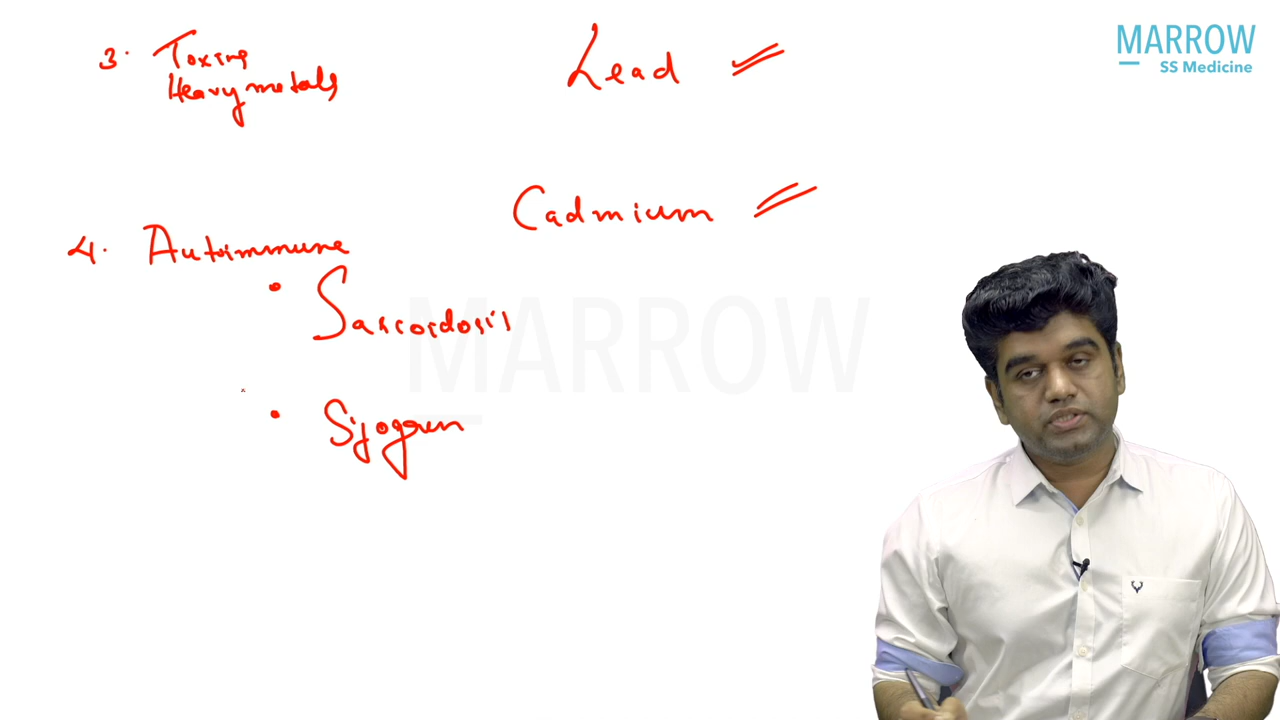 MARROW
SS Medicine
3. Toxins
Heavy metals
Lead
Cadmium
4. Autoimmune
• Sarcoidosis
MARROW
• Sjogren